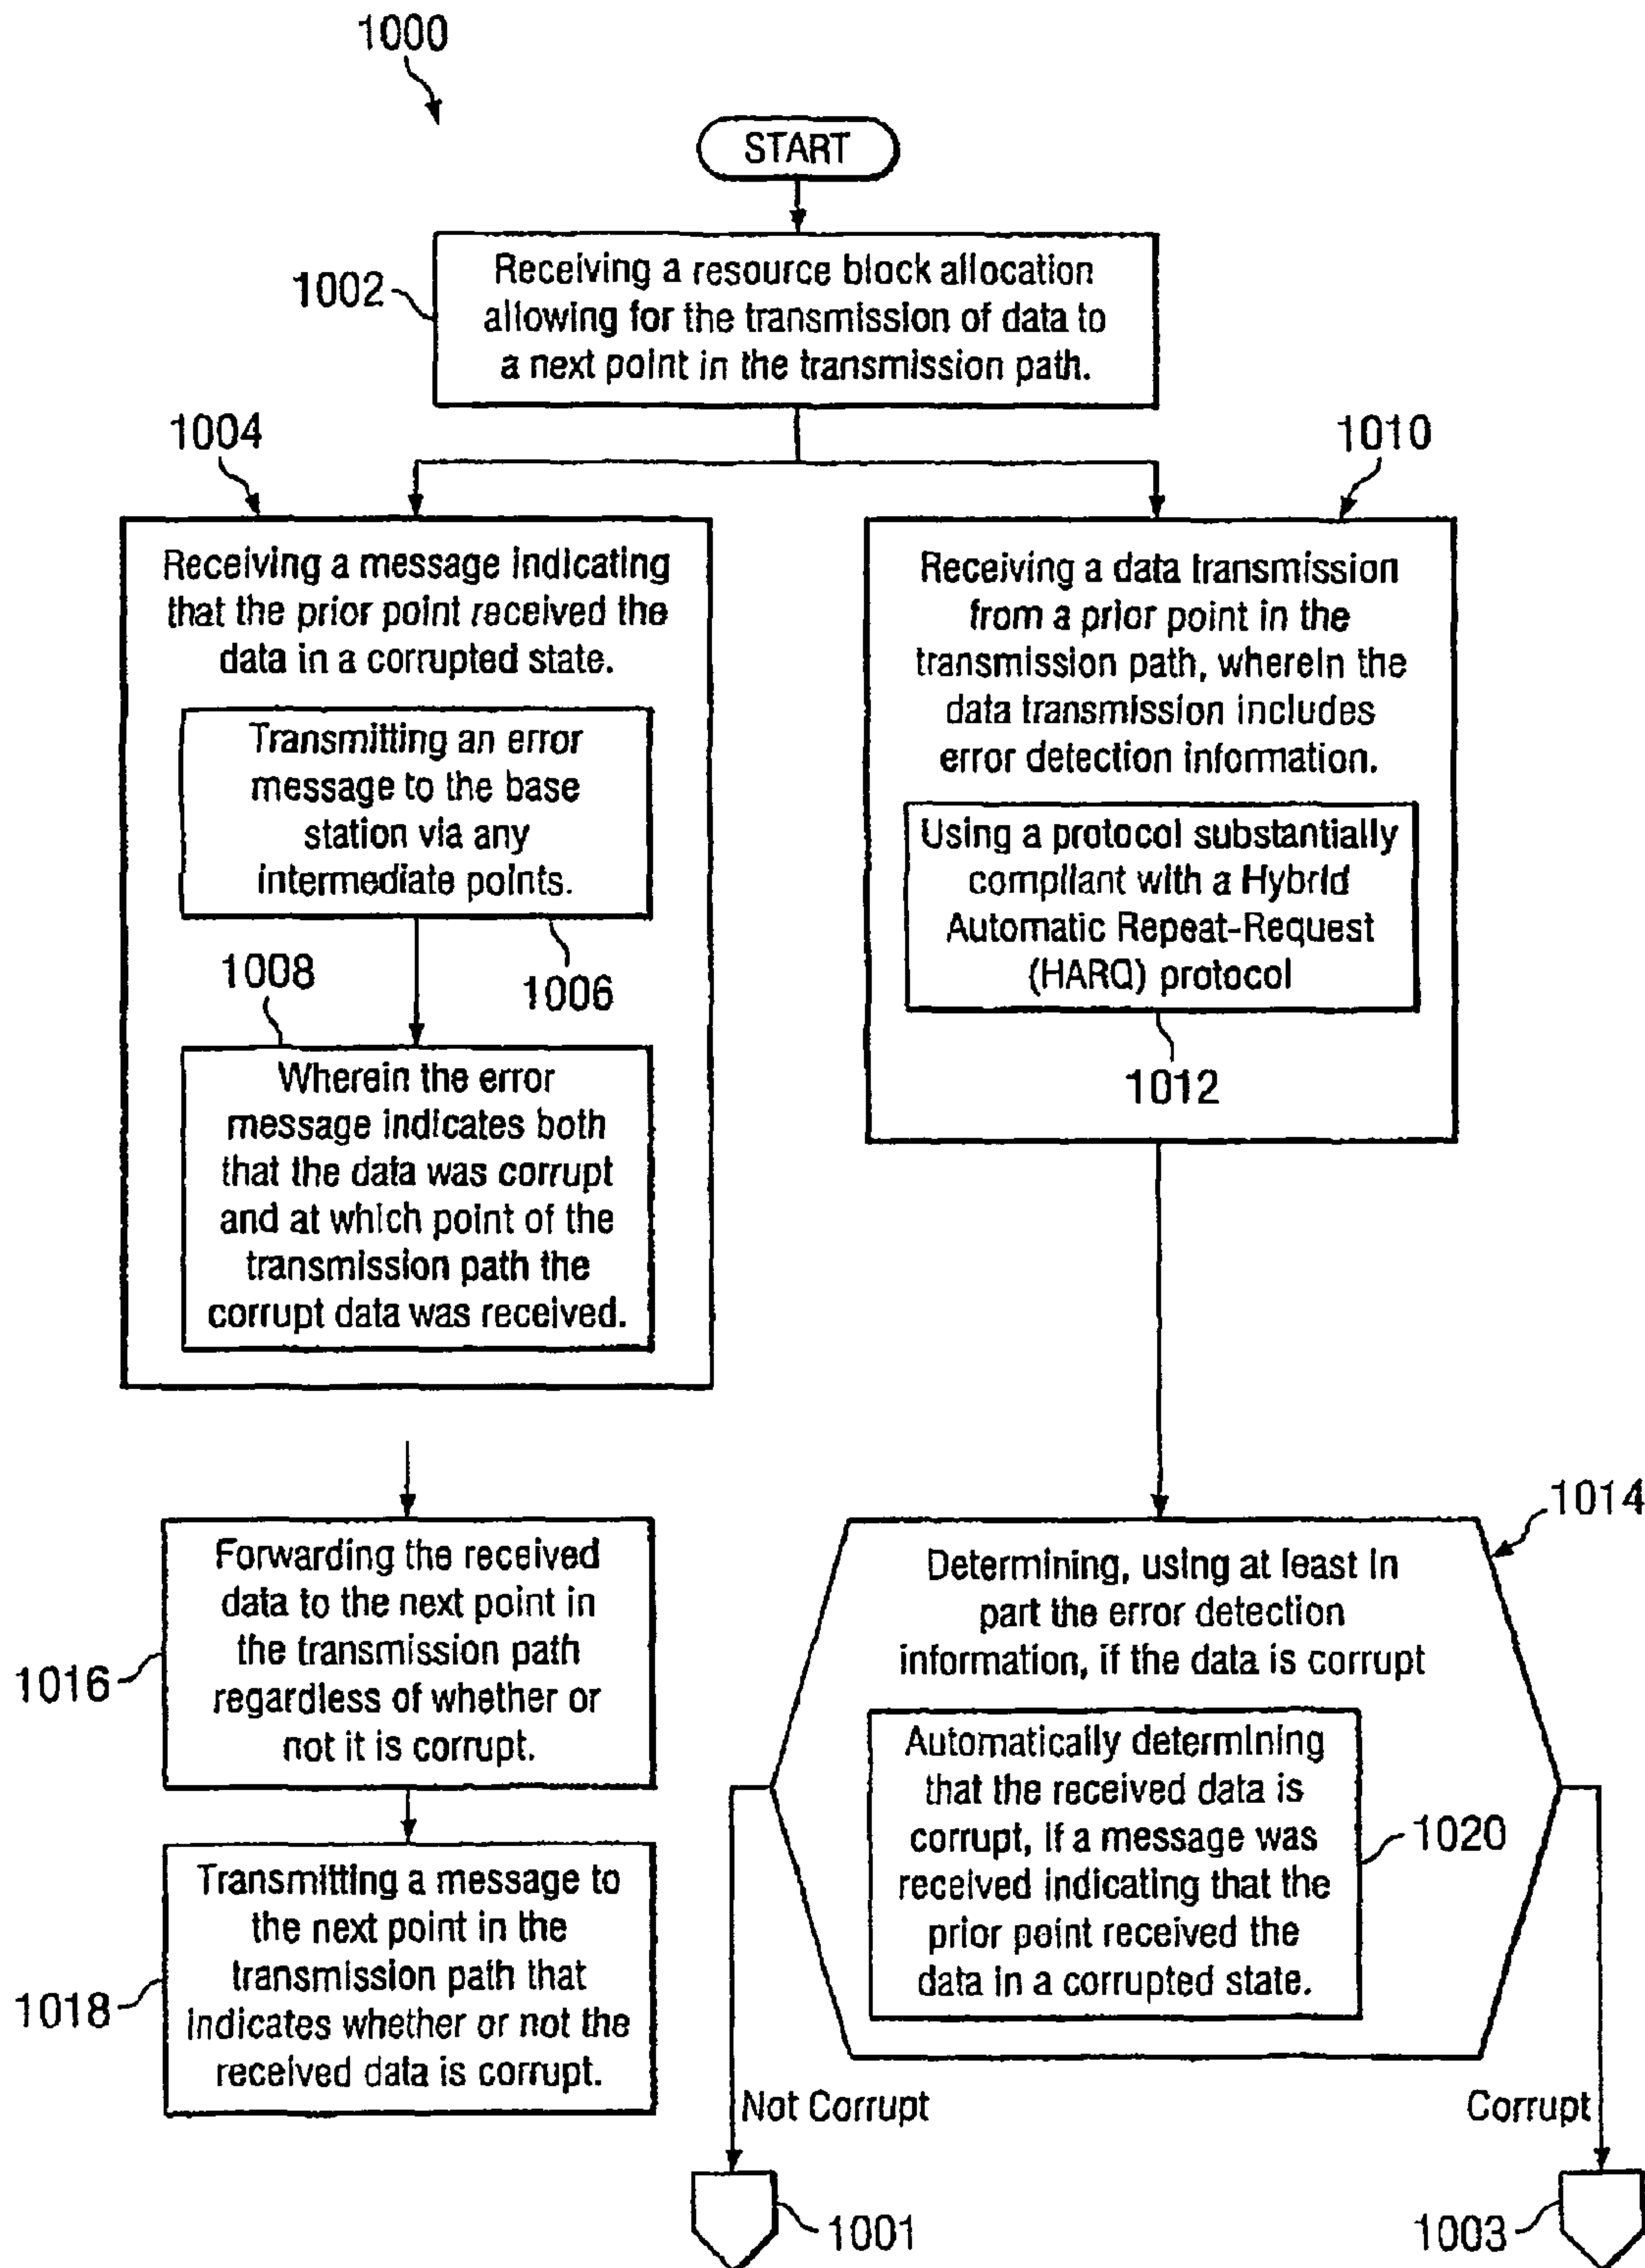 1000
START
1002
Receiving a resource block allocation
allowing for the transmission of data to
a next point in the transmission path.
1004
1010
Receiving a message indicating
that the prior point received the
data in a corrupted state.
Transmitting an error
message to the base
station via any
intermediate points.
1006
1008
Wherein the error
message indicates both
that the data was corrupt
and at which point of the
transmission path the
corrupt data was received.
Receiving a data transmission
from a prior point in the
transmission path, wherein the
data transmission includes
error detection information.
Using a protocol substantially
compliant with a Hybrid
Automatic Repeat-Request
(HARQ) protocol
1012
1016
Forwarding the received
data to the next point in
the transmission path
regardless of whether or
not it is corrupt.
1018
Transmitting a message to
the next point in the
transmission path that
indicates whether or not the
received data is corrupt.
1014
Determining, using at least in
part the error detection
information, if the data is corrupt
Automatically determining
that the received data is
corrupt, if a message was
received indicating that the
prior point received the
data in a corrupted state.
1020
Not Corrupt
Corrupt
1001
1003